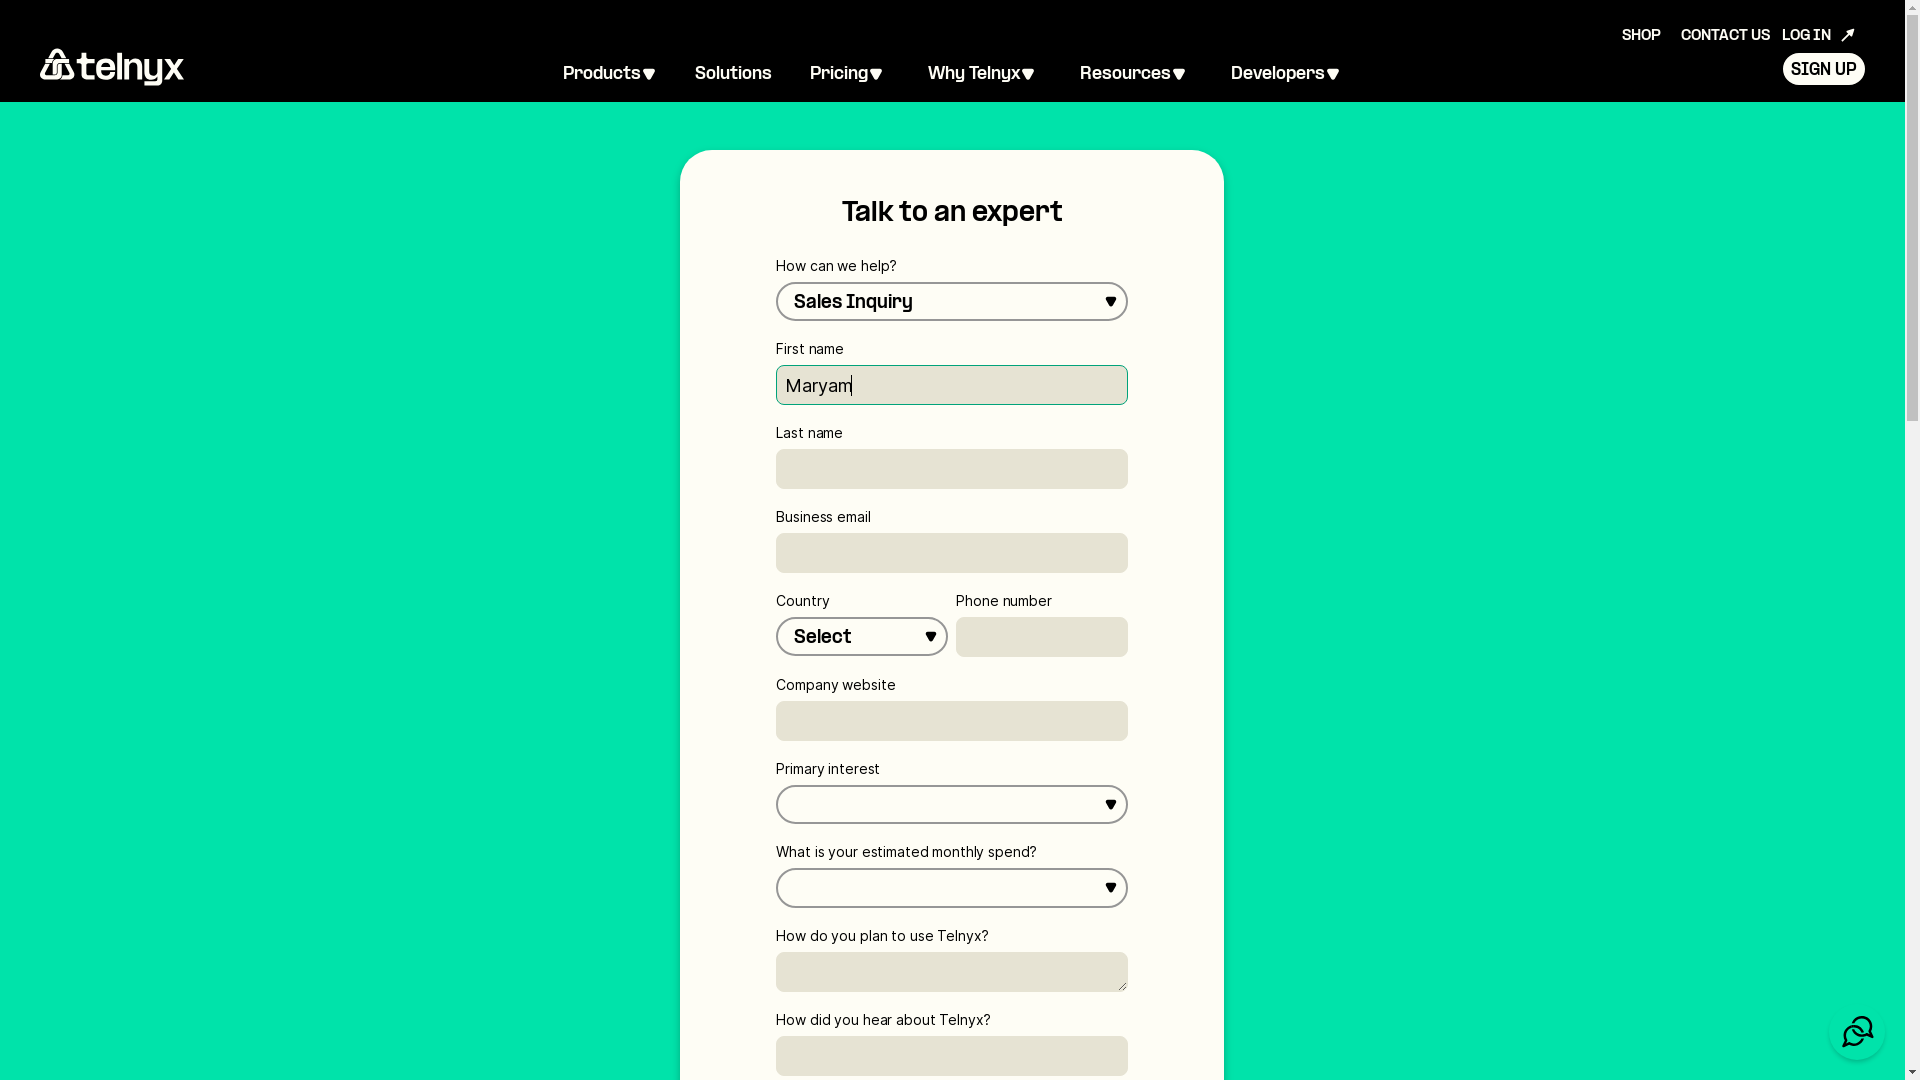 SHOP CONTACT US LOG IN
telnyx Products Solutions Pricing Why Telnyx Resources Developers SIGN UP
Talk to an expert
How can we help?
Sales Inquiry
First name
Maryam
Last name
Business email
Country Phone number
Select
Company website
Primary interest
What is your estimated monthly spend?
How do you plan to use Telnyx?
How did you hear about Telnyx?